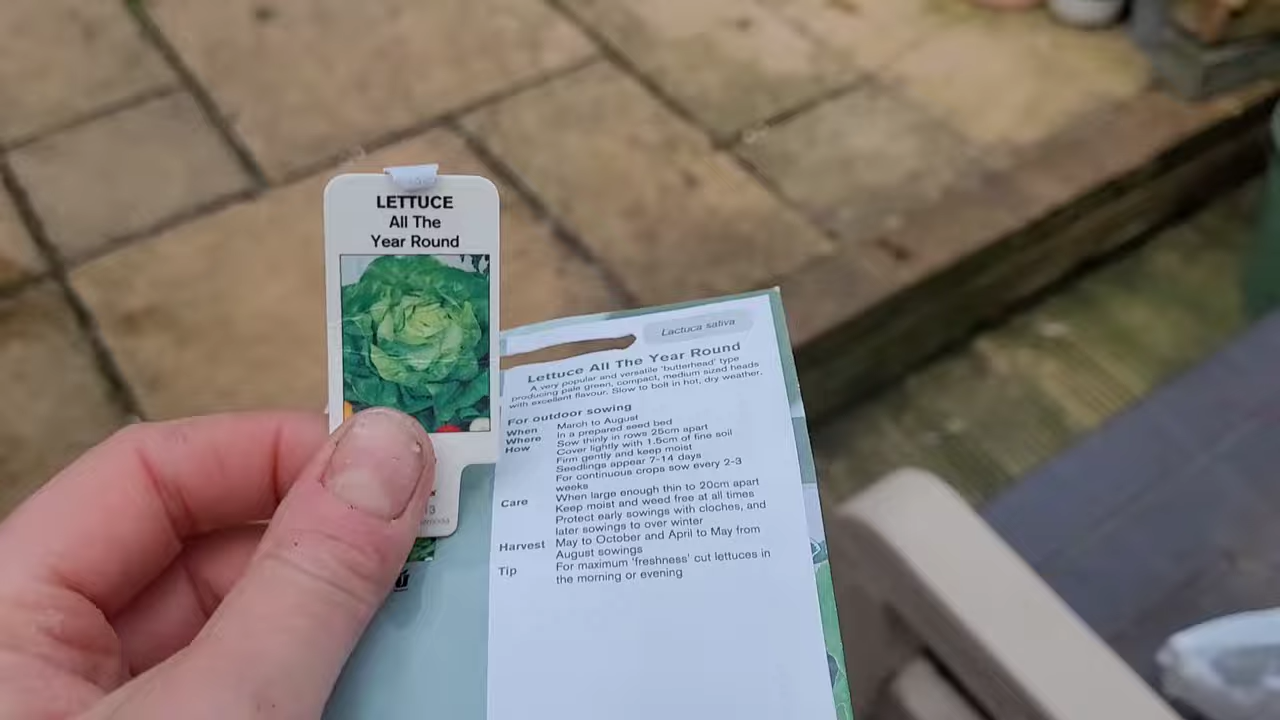 LETTUCE
All The
Year Round
Lactuca sativa
Lettuce All The Year Round
A very popular and versatile 'butterhead' type
producing pale green, compact, medium sized heads
with excellent flavour. Slow to bolt in hot, dry weather.
For outdoor sowing
When March to August
Where In a prepared seed bed
How Sow thinly in rows 25cm apart
Cover lightly with 1.5cm of fine soil
Firm gently and keep moist
Seedlings appear 7-14 days
For continuous crops sow every 2-3
weeks
Care When large enough thin to 20cm apart
Keep moist and weed free at all times
Protect early sowings with cloches, and
later sowings to over winter
Harvest May to October and April to May from
August sowings
Tip For maximum 'freshness' cut lettuces in
the morning or evening
13